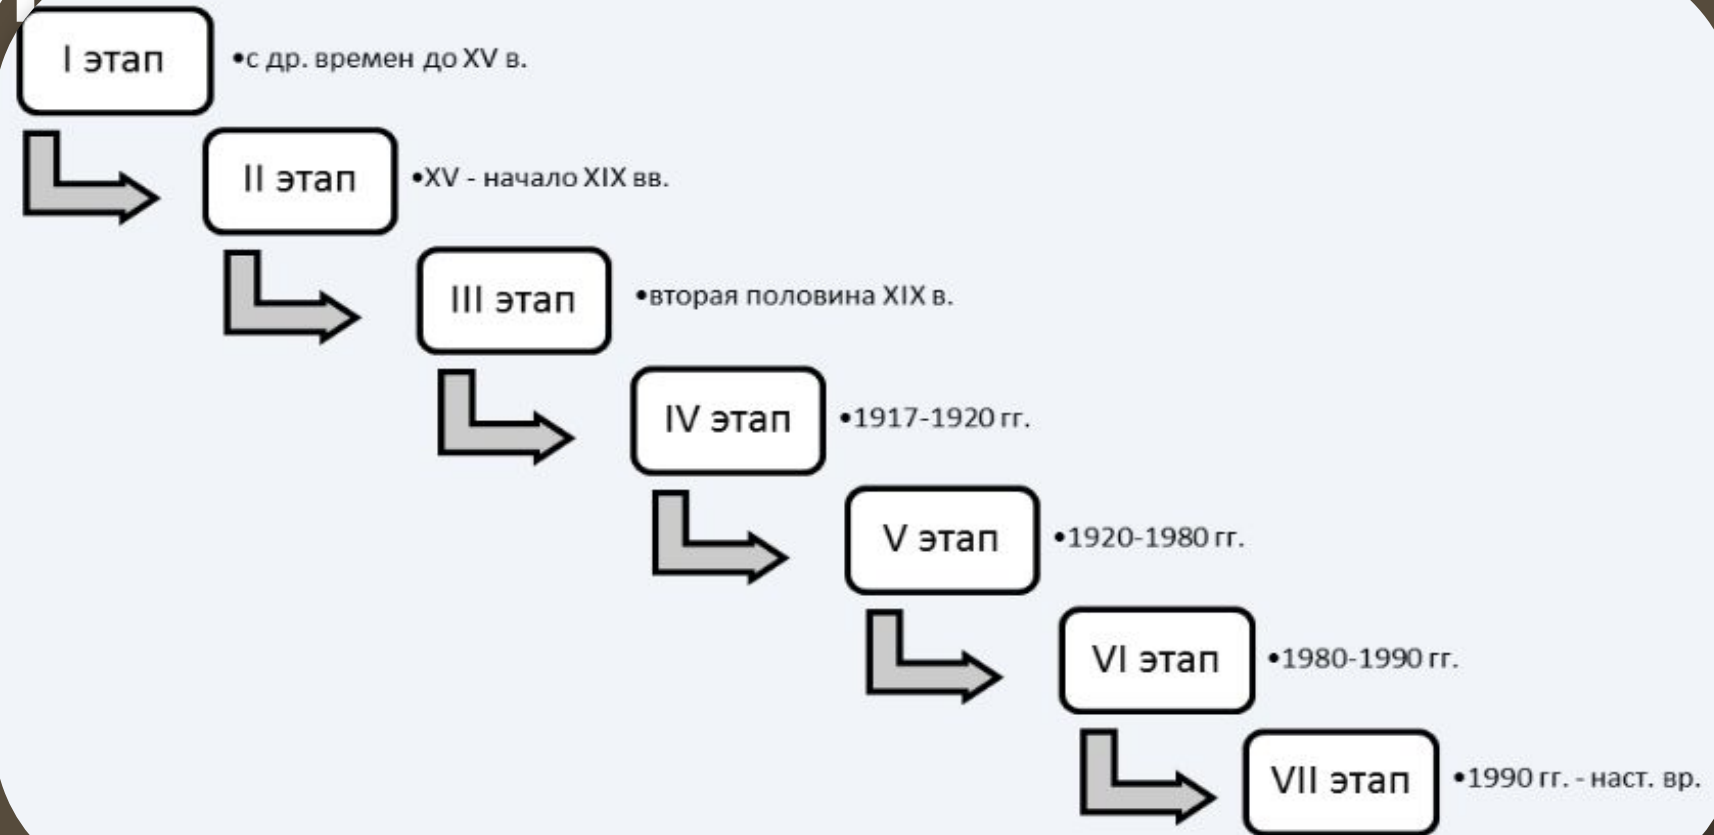 I этап
•с др. времен до XV в.
II этап
•XV - начало XIX вв.
III этап
•вторая половина XIX в.
IV этап
•1917-1920 гг.
V этап
•1920-1980 гг.
VI этап
•1980-1990 гг.
VII этап
•1990 гг. - наст. вр.